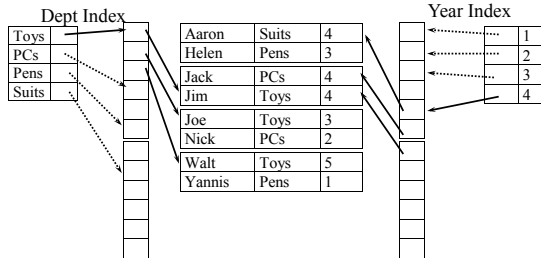 Dept Index
Year Index
Toys
PCs
Pens
Suits
Aaron Suits 4
Helen Pens 3
Jack PCs 4
Jim Toys 4
Joe Toys 3
Nick PCs 2
Walt Toys 5
Yannis Pens 1
1
2
3
4